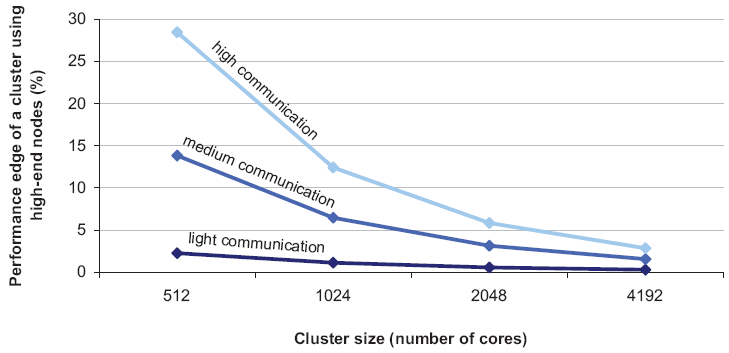 Performance edge of a cluster using
high-end nodes (%)
30
25
20
15
10
5
0
high communication
medium communication
light communication
512
1024
2048
4192
Cluster size (number of cores)